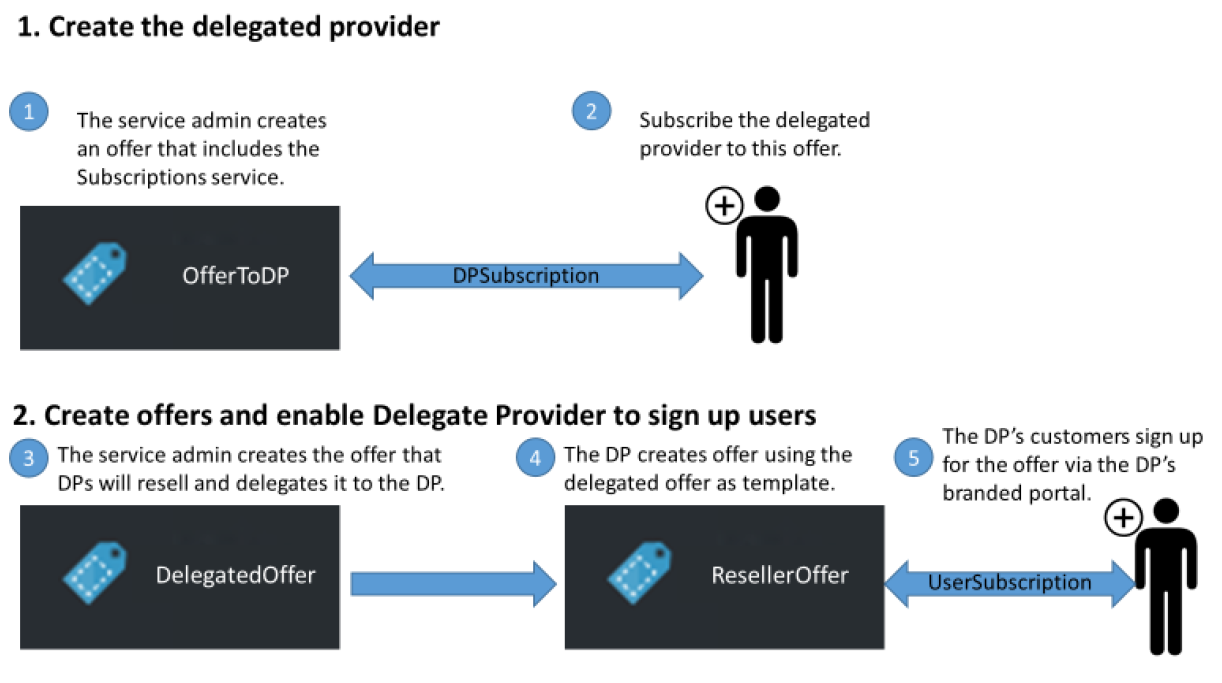 1. Create the delegated provider
1
The service admin creates
an offer that includes the
Subscriptions service.
2
Subscribe the delegated
provider to this offer.
OfferToDP
DPSubscription
2. Create offers and enable Delegate Provider to sign up users
3
The service admin creates the offer that
DPs will resell and delegates it to the DP.
4
The DP creates offer using the
delegated offer as template.
5
The DP’s customers sign up
for the offer via the DP’s
branded portal.
DelegatedOffer
ResellerOffer
UserSubscription